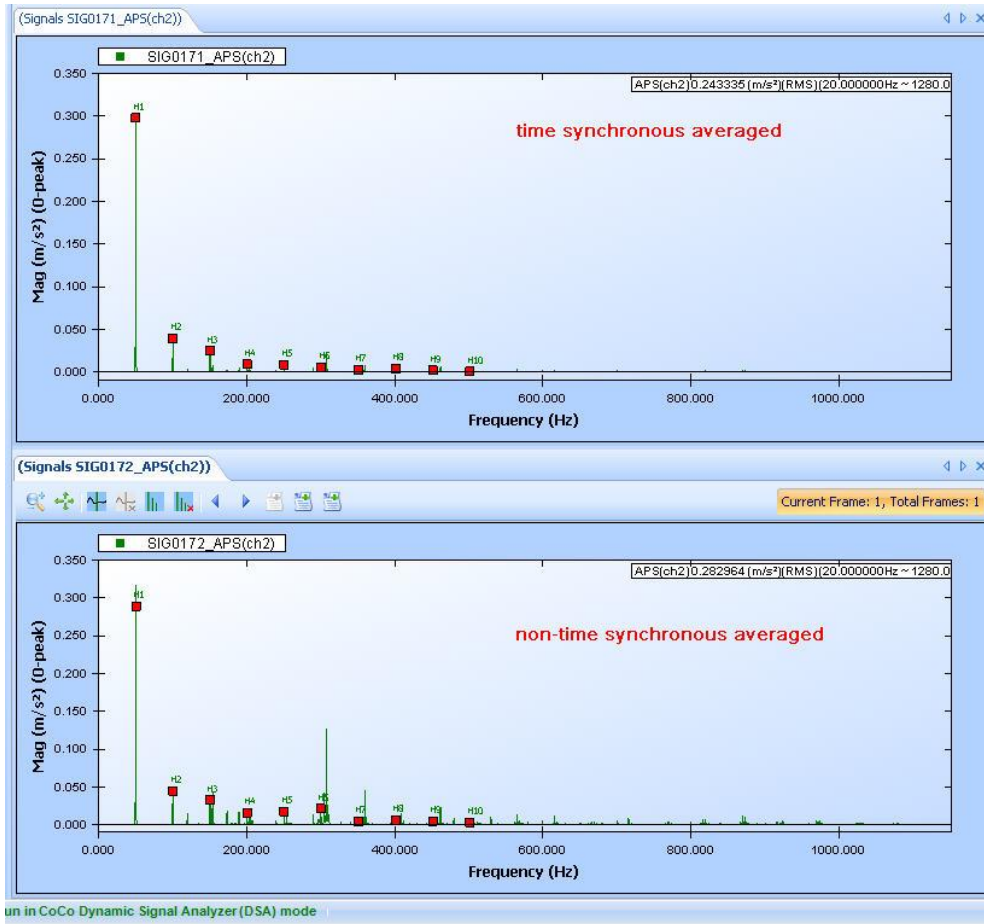 (Signals SIG0171_APS(ch2))
SIG0171_APS(ch2)
APS(ch2)0.243335(m/s²)(RMS)(20.000000Hz ~ 1280.0
time synchronous averaged
Mag (m/s²) (0-peak)
0.350
0.300
0.250
0.200
0.150
0.100
0.050
0.000
H1
H2
H3
H4
H5
H6
H7
H8
H9
H10
0.000 200.000 400.000 600.000 800.000 1000.000
Frequency (Hz)
(Signals SIG0172_APS(ch2))
Current Frame: 1, Total Frames: 1
SIG0172_APS(ch2)
APS(ch2)0.282964(m/s²)(RMS)(20.000000Hz ~ 1280.0
non-time synchronous averaged
Mag (m/s²) (0-peak)
0.350
0.300
0.250
0.200
0.150
0.100
0.050
0.000
H1
H2
H3
H4
H5
H6
H7
H8
H9
H10
0.000 200.000 400.000 600.000 800.000 1000.000
Frequency (Hz)
un in CoCo Dynamic Signal Analyzer (DSA) mode